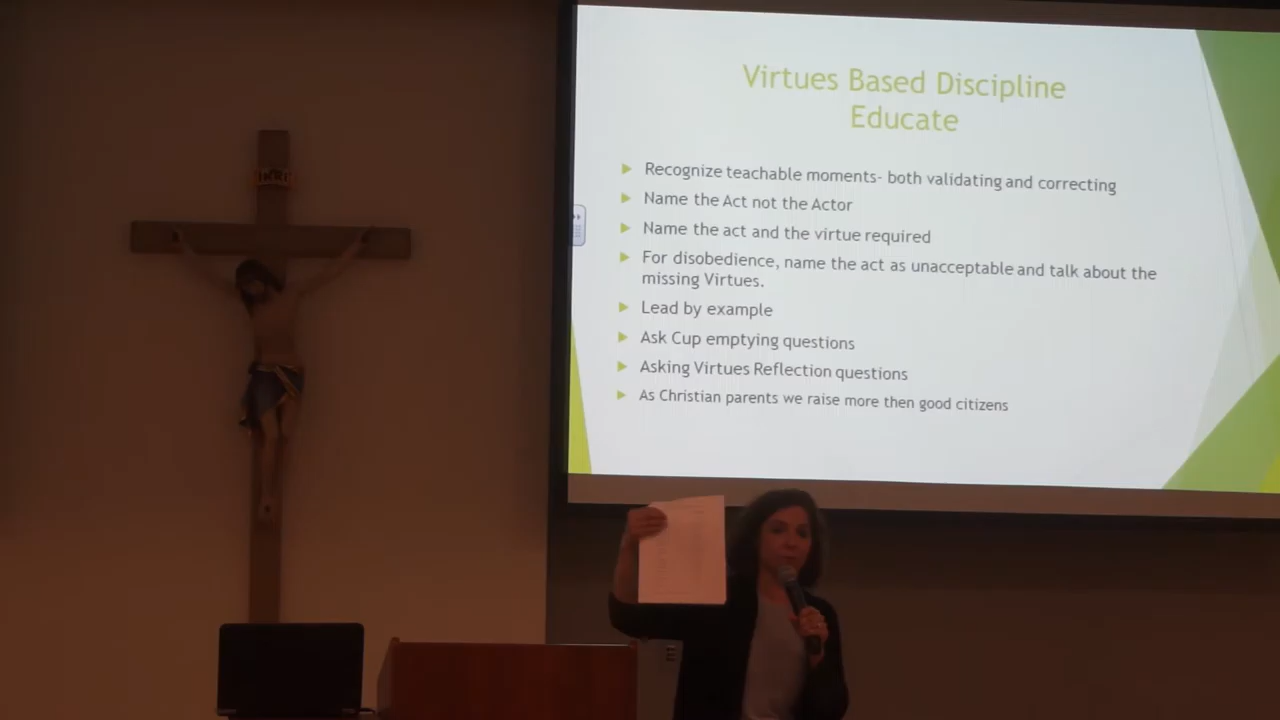 Virtues Based Discipline
Educate
Recognize teachable moments- both validating and correcting
Name the Act not the Actor
Name the act and the virtue required
For disobedience, name the act as unacceptable and talk about the
missing Virtues.
Lead by example
Ask Cup emptying questions
Asking Virtues Reflection questions
As Christian parents we raise more then good citizens
INRI